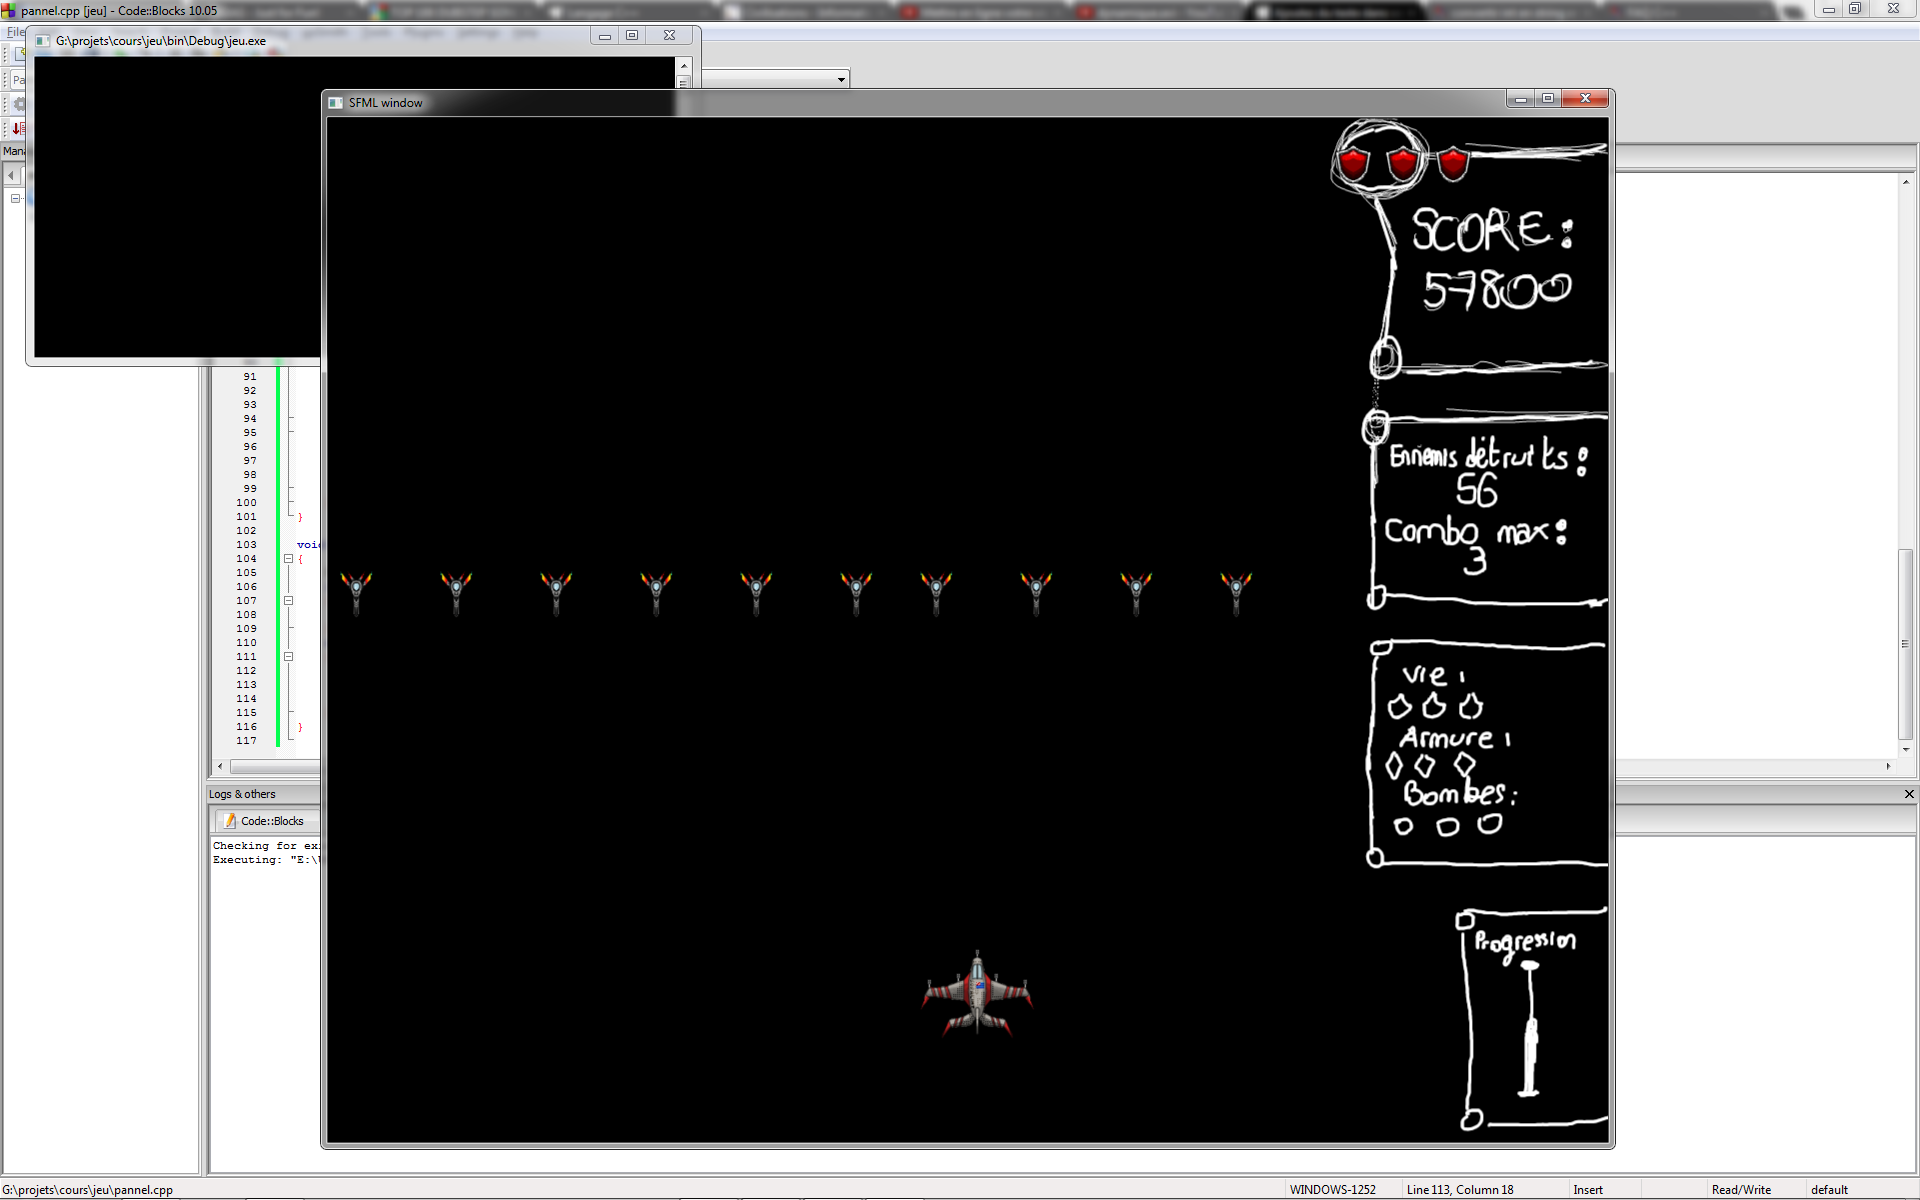 pannel.cpp [jeu] - Code::Blocks 10.05
G:\projets\cours\jeu\bin\Debug\jeu.exe
SFML window
SCORE:
57800
Ennemis détruits:
56
Combo max:
3
Vie :
Armure :
Bombes:
Progression
91
92
93
94
95
96
97
98
99
100
101 }
102
103 void
104 {
105
106
107
108
109
110
111
112
113
114
115
116 }
117
Logs & others
Code::Blocks
Checking for exi
Executing: "E:\
G:\projets\cours\jeu\pannel.cpp
WINDOWS-1252
Line 113, Column 18
Insert
Read/Write
default